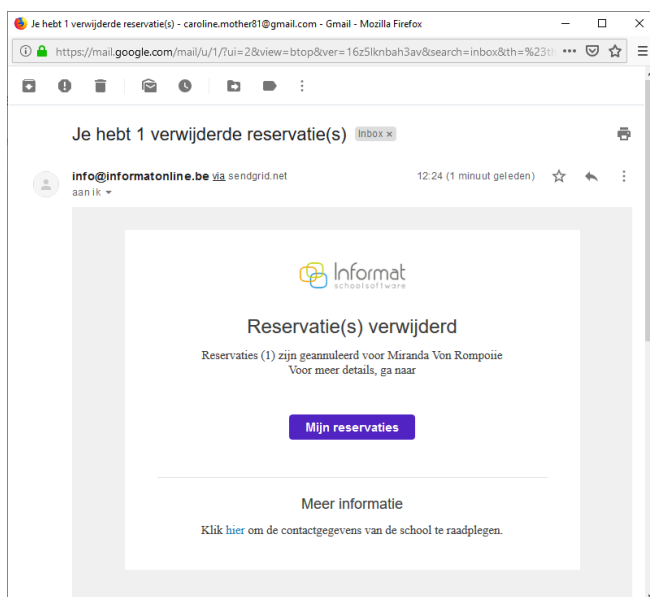 Je hebt 1 verwijderde reservatie(s) - caroline.mother81@gmail.com - Gmail - Mozilla Firefox
https://mail.google.com/mail/u/1/?ui=2&view=btop&ver=16z5lknbah3av&search=inbox&th=%23th
Je hebt 1 verwijderde reservatie(s) Inbox x
info@informatonline.be via sendgrid.net 12:24 (1 minuut geleden)
aan ik
Informat
schoolsoftware
Reservatie(s) verwijderd
Reservaties (1) zijn geannuleerd voor Miranda Von Rompoiie
Voor meer details, ga naar
Mijn reservaties
Meer informatie
Klik hier om de contactgegevens van de school te raadplegen.